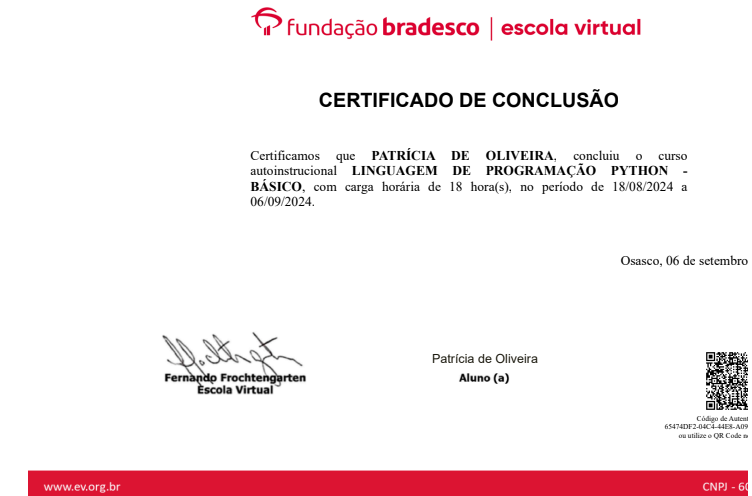 fundação bradesco | escola virtual
CERTIFICADO DE CONCLUSÃO
Certificamos que PATRÍCIA DE OLIVEIRA, concluiu o curso
autoinstrucional LINGUAGEM DE PROGRAMAÇÃO PYTHON -
BÁSICO, com carga horária de 18 hora(s), no período de 18/08/2024 a
06/09/2024.
Osasco, 06 de setembro
Fernando Frochtengarten
Escola Virtual
Patrícia de Oliveira
Aluno (a)
Código de Autent
65474DF2-04C4-44E8-A09
ou utilize o QR Code n
www.ev.org.br
CNPJ - 60